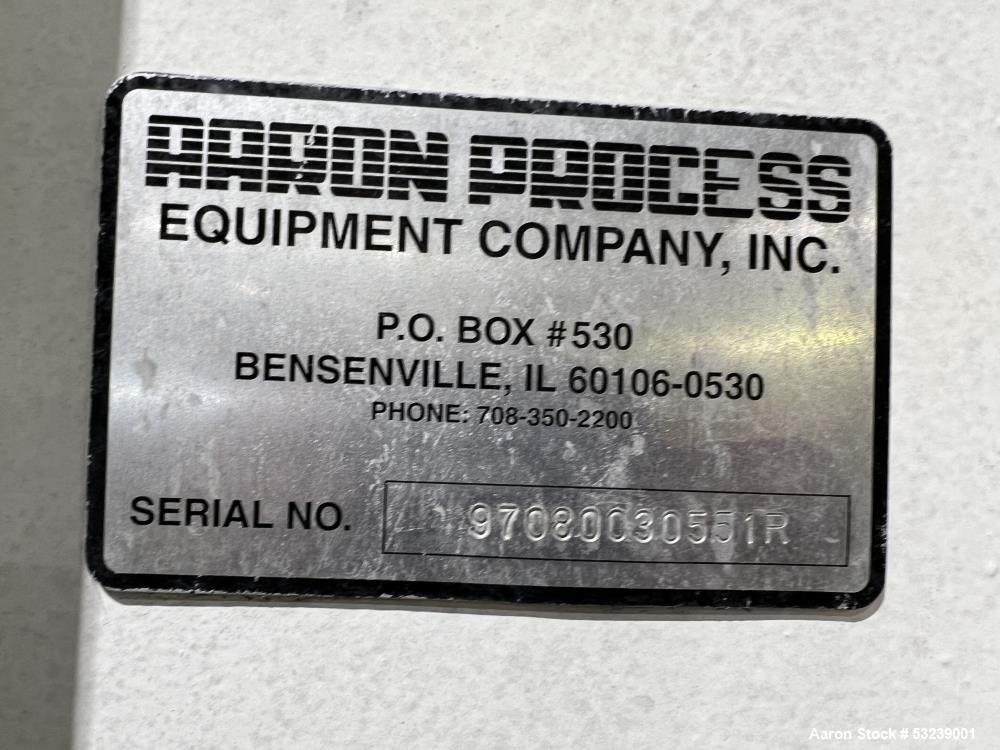 AARON PROCESS
EQUIPMENT COMPANY, INC.
P.O. BOX #530
BENSENVILLE, IL 60106-0530
PHONE: 708-350-2200
SERIAL NO. 97080030551R
Aaron Stock # 53239001